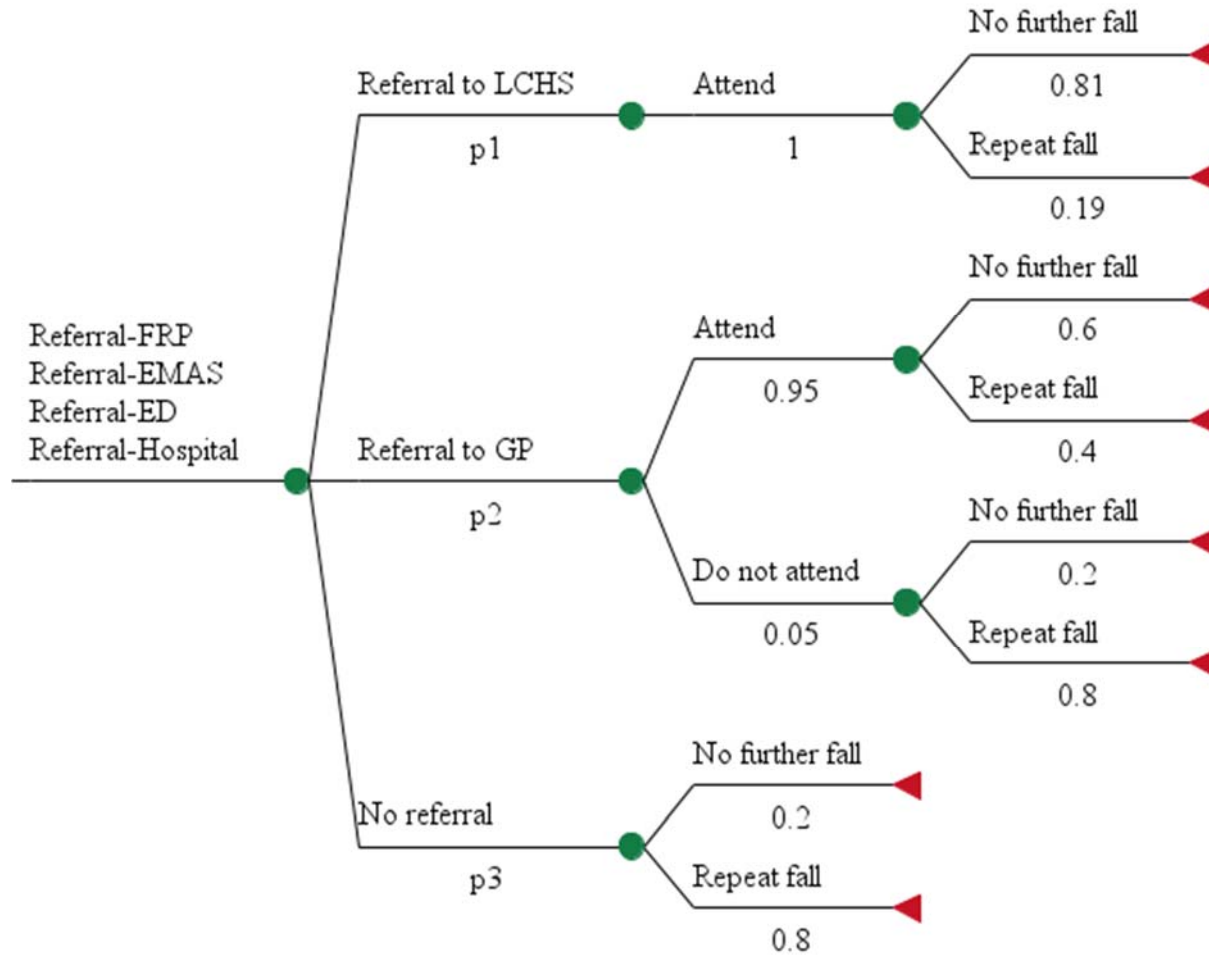 No further fall
0.81
Repeat fall
0.19
Referral to LCHS
p1
Attend
1
No further fall
0.6
Repeat fall
0.4
Attend
0.95
Referral-FRP
Referral-EMAS
Referral-ED
Referral-Hospital
Referral to GP
p2
No further fall
0.2
Repeat fall
0.8
Do not attend
0.05
No further fall
0.2
Repeat fall
0.8
No referral
p3